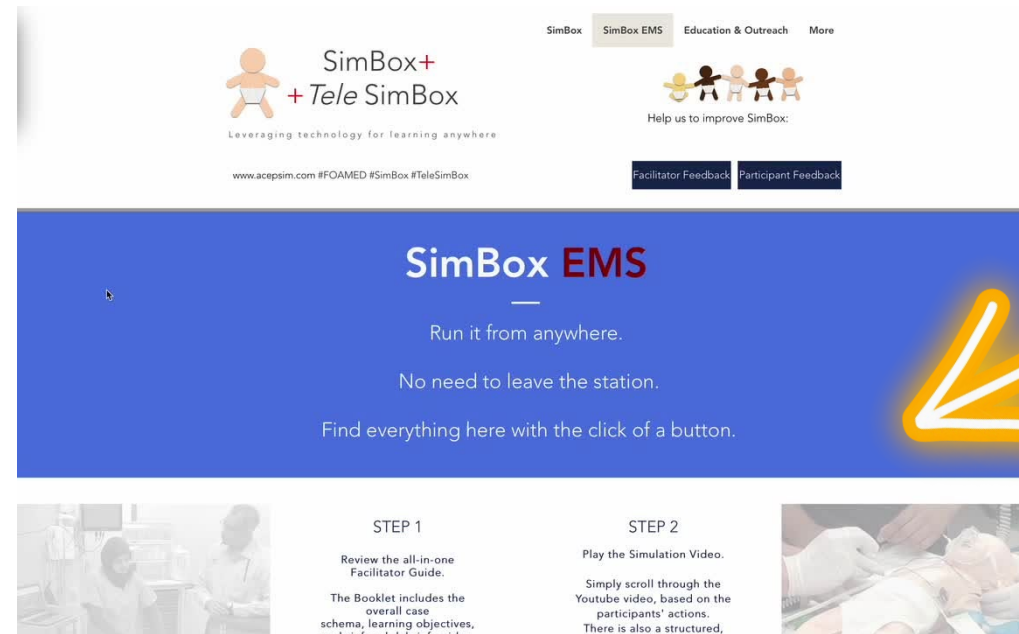 SimBox
SimBox EMS
Education & Outreach
More
SimBox+
+ Tele SimBox
Leveraging technology for learning anywhere
Help us to improve SimBox:
www.acepsim.com #FOAMED #SimBox #TeleSimBox
Facilitator Feedback
Participant Feedback
SimBox EMS
Run it from anywhere.
No need to leave the station.
Find everything here with the click of a button.
STEP 1
Review the all-in-one
Facilitator Guide.
The Booklet includes the
overall case
schema, learning objectives,
STEP 2
Play the Simulation Video.
Simply scroll through the
Youtube video, based on the
participants' actions.
There is also a structured,